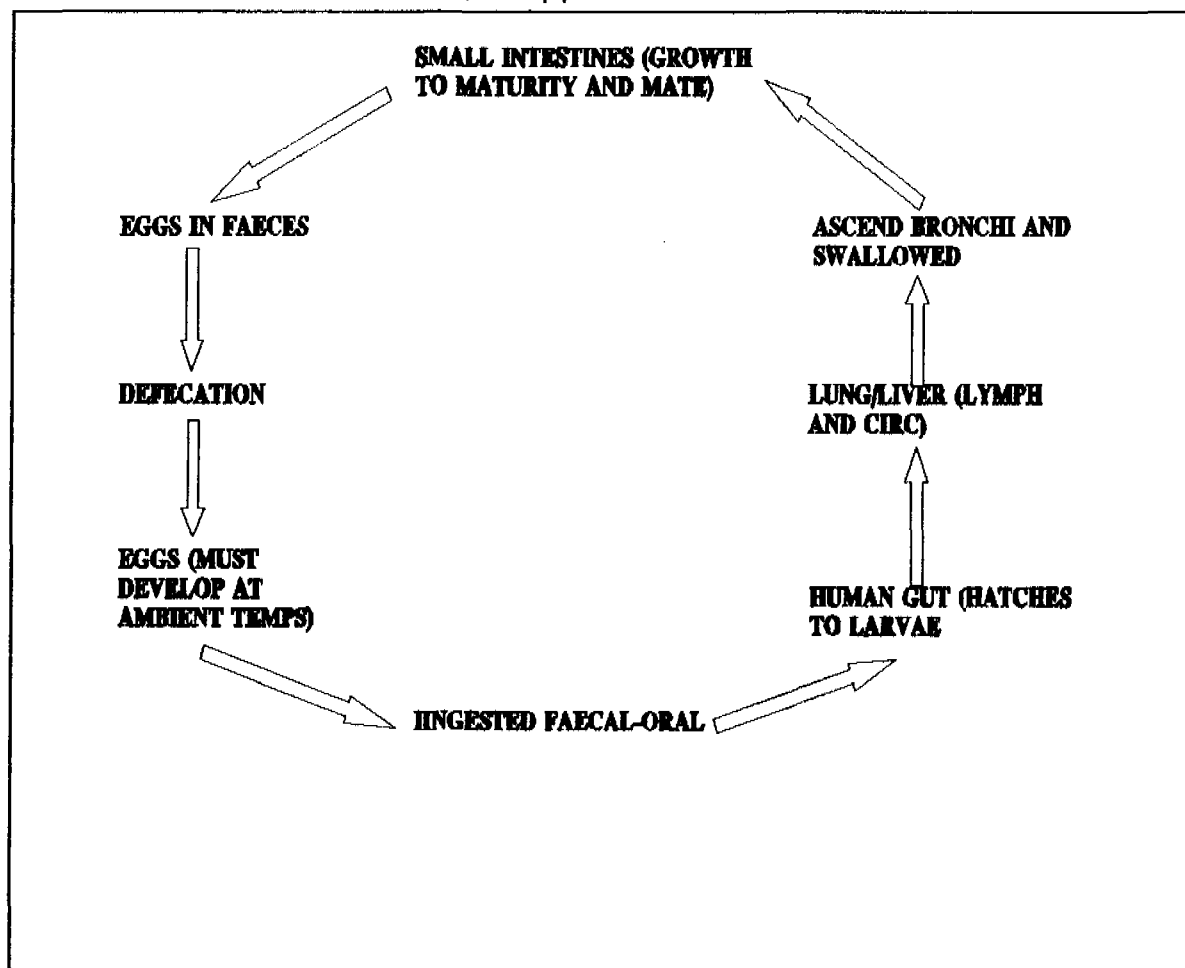 SMALL INTESTINES (GROWTH
TO MATURITY AND MATE)
EGGS IN FAECES
ASCEND BRONCHI AND
SWALLOWED
DEFECATION
LUNG/LIVER (LYMPH
AND CIRC)
EGGS (MUST
DEVELOP AT
AMBIENT TEMPS)
HUMAN GUT (HATCHES
TO LARVAE
IINGESTED FAECAL-ORAL